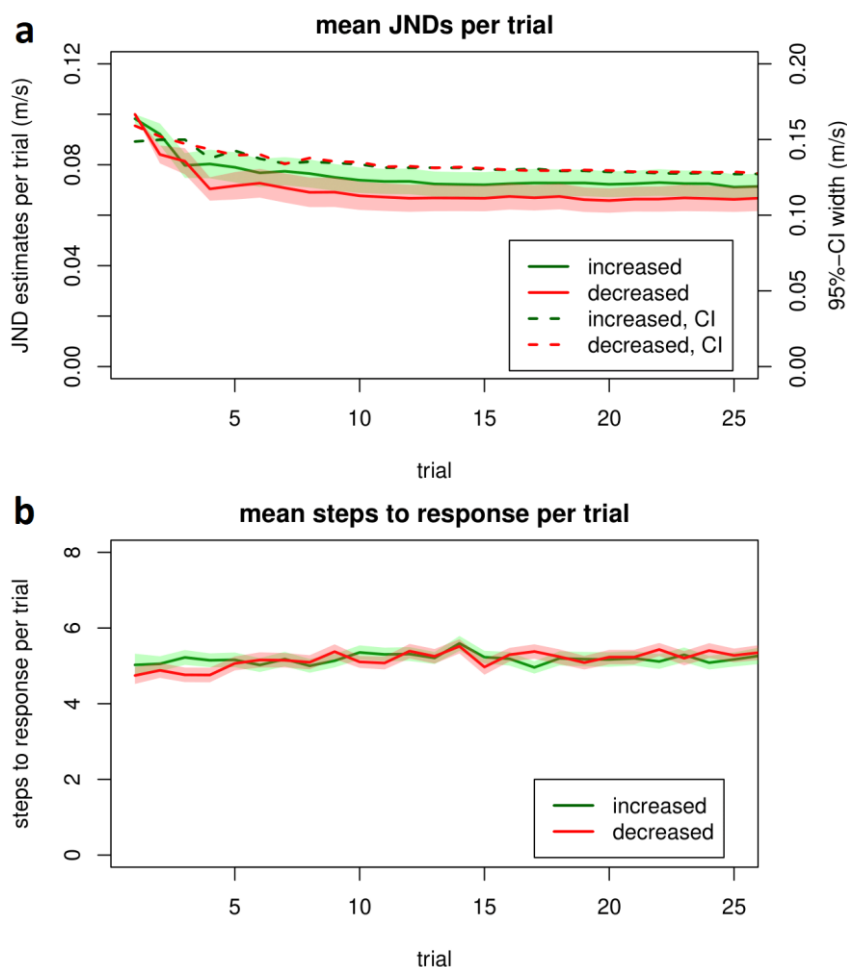 a
mean JNDs per trial
JND estimates per trial (m/s)
0.00
0.04
0.08
0.12
95%−CI width (m/s)
0.00
0.05
0.10
0.15
0.20
increased
decreased
increased, CI
decreased, CI
5
10
15
20
25
trial
b
mean steps to response per trial
steps to response per trial
0
2
4
6
8
increased
decreased
5
10
15
20
25
trial